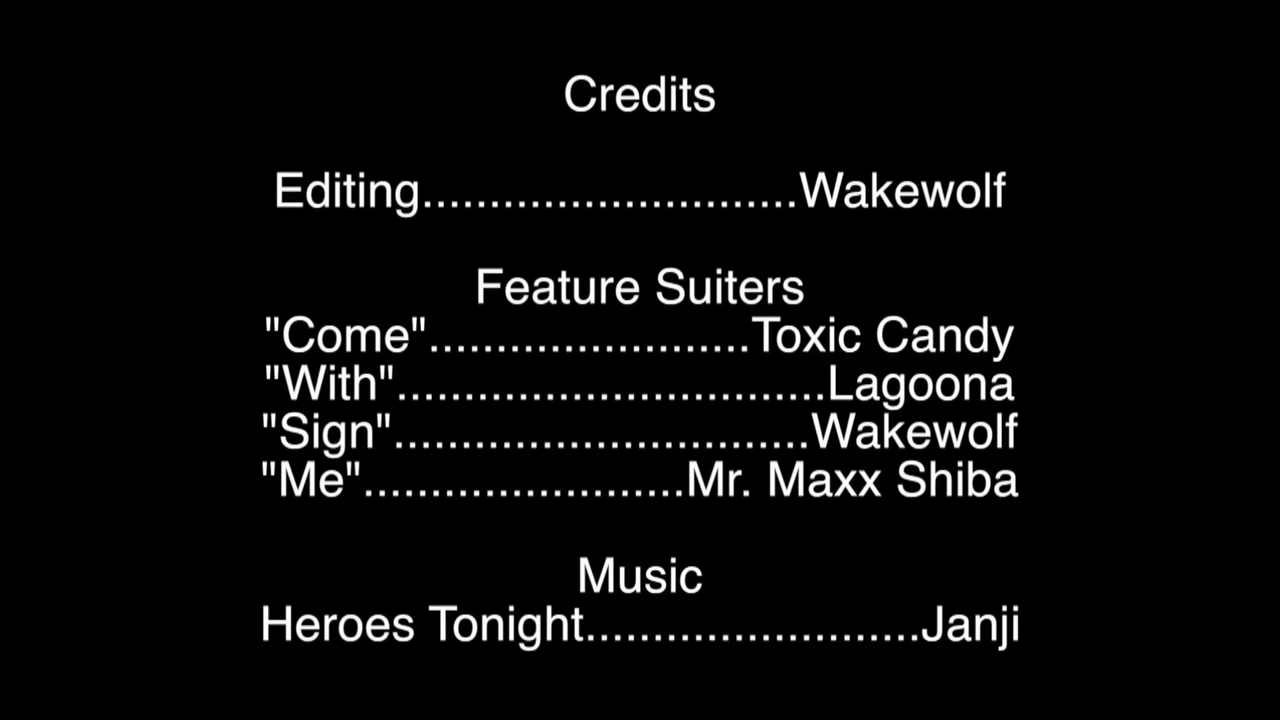 Credits
Editing............................Wakewolf
Feature Suiters
"Come"........................Toxic Candy
"With"................................Lagoona
"Sign"...............................Wakewolf
"Me"........................Mr. Maxx Shiba
Music
Heroes Tonight.........................Janji